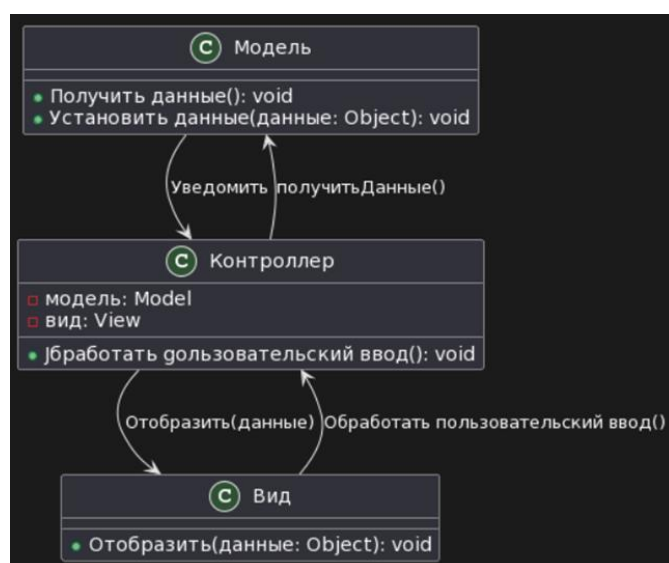 C Модель
Получить данные(): void
Установить данные(данные: Object): void
Уведомить получитьДанные()
C Контроллер
модель: Model
вид: View
Jбработать gользовательский ввод(): void
Отобразить(данные) Обработать пользовательский ввод()
C Вид
Отобразить(данные: Object): void